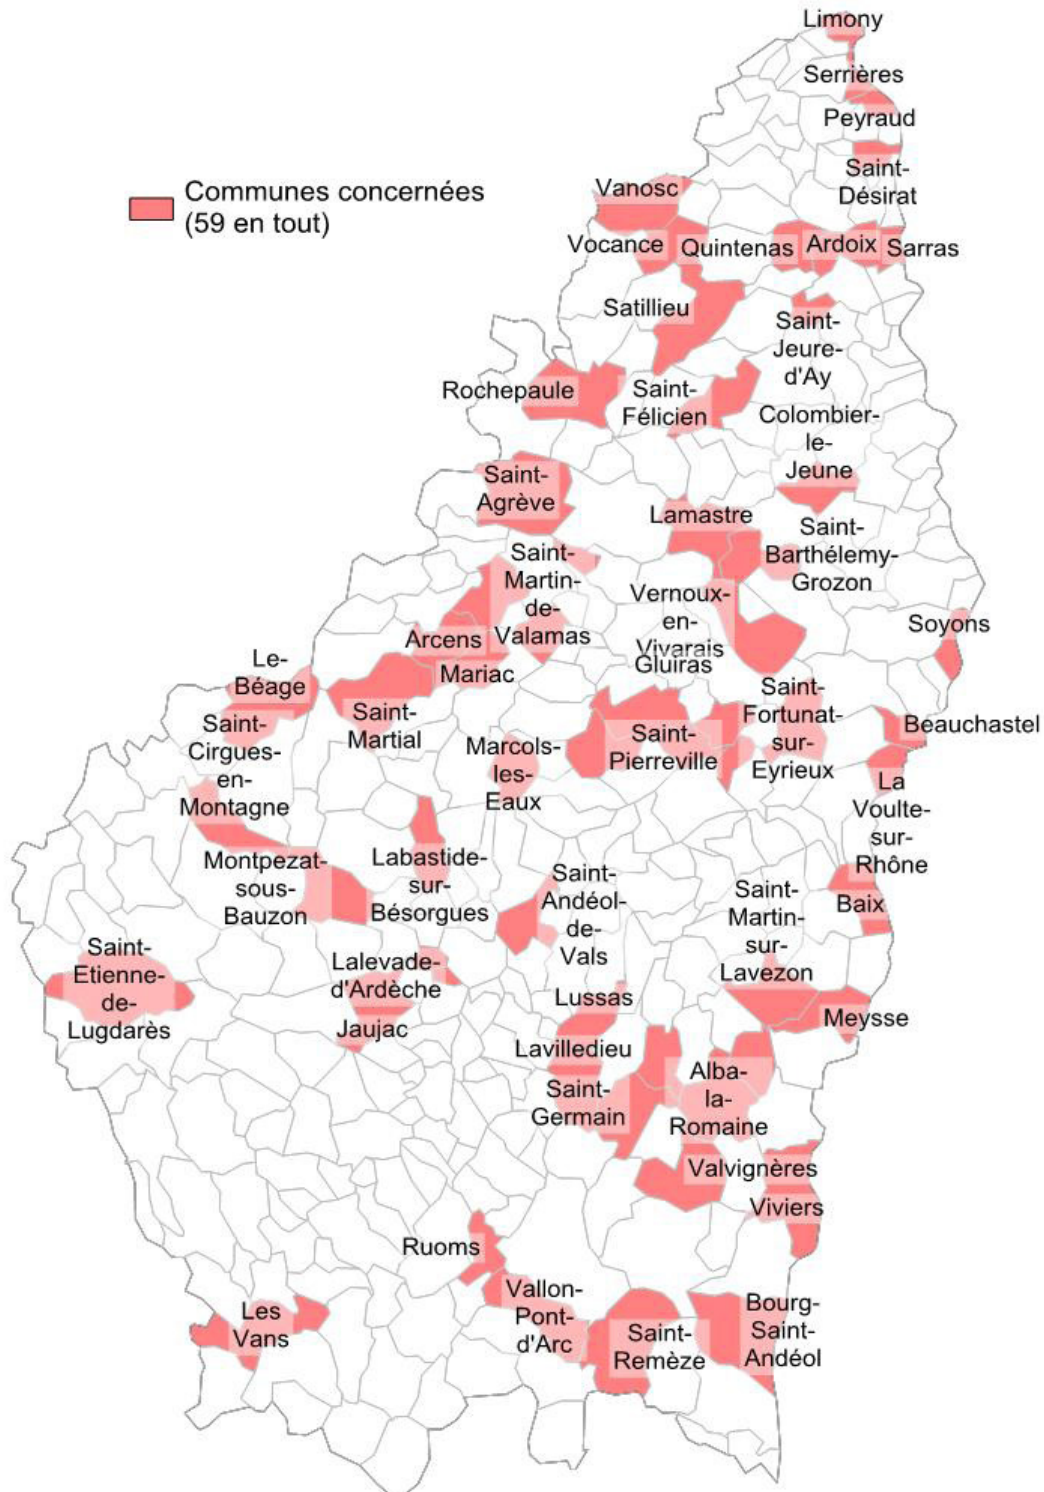 Limony
Serrières
Peyraud
Saint-
Désirat
Communes concernées
(59 en tout)
Vanosc
Vocance
Quintenas
Ardoix
Sarras
Satillieu
Saint-
Jeure-
d'Ay
Rochepaule
Saint-
Félicien
Colombier-
le-
Jeune
Saint-
Agrève
Lamastre
Saint-
Barthélemy-
Grozon
Saint-
Martin-
de-
Valamas
Vernoux-
en-
Vivarais
Gluiras
Soyons
Arcens
Mariac
Le-
Béage
Saint-
Cirgues-
en-
Montagne
Saint-
Martial
Marcols-
les-
Eaux
Saint-
Pierreville
Saint-
Fortunat-
sur-
Eyrieux
Beauchastel
La
Voulte-
sur-
Rhône
Montpezat-
sous-
Bauzon
Labastide-
sur-
Bésorgues
Saint-
Andéol-
de-
Vals
Saint-
Martin-
sur-
Lavezon
Baix
Saint-
Etienne-
de-
Lugdarès
Lalevade-
d'Ardèche
Jaujac
Lussas
Lavilledieu
Saint-
Germain
Meysse
Alba-
la-
Romaine
Valvignères
Viviers
Ruoms
Vallon-
Pont-
d'Arc
Les
Vans
Saint-
Remèze
Bourg-
Saint-
Andéol